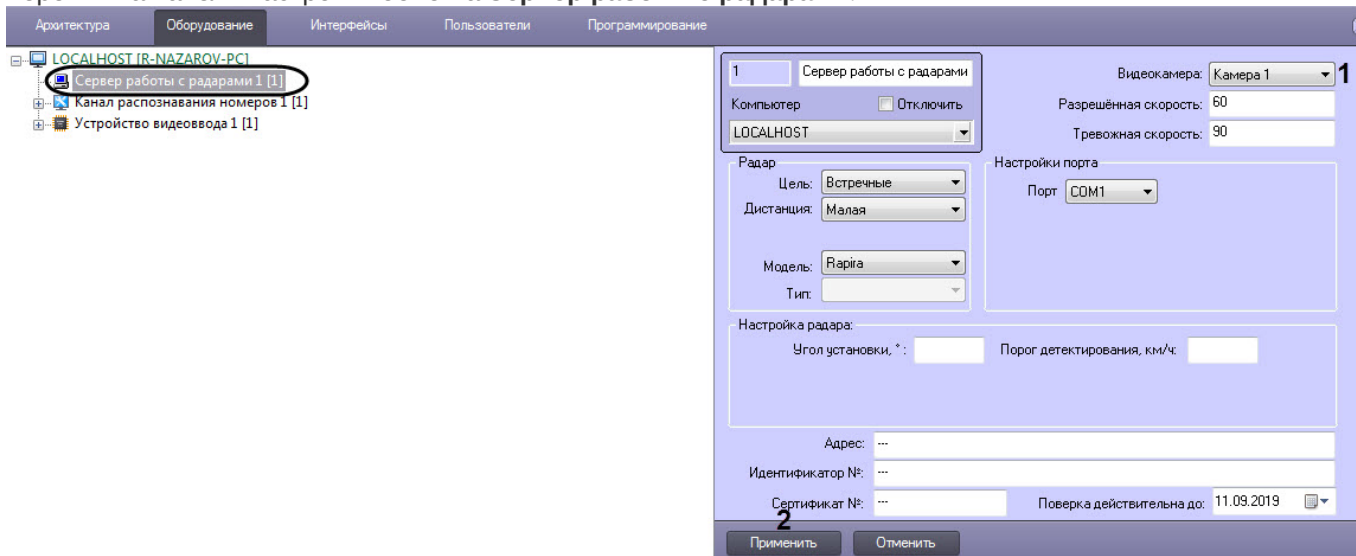 Архитектура Оборудование Интерфейсы Пользователи Программирование
LOCALHOST [R-NAZAROV-PC]
Сервер работы с радарами 1 [1]
Канал распознавания номеров 1 [1]
Устройство видеоввода 1 [1]
1 Сервер работы с радарами
Компьютер Отключить
LOCALHOST
Видеокамера: Камера 1 1
Разрешённая скорость: 60
Тревожная скорость: 90
Радар
Цель: Встречные
Дистанция: Малая
Модель: Rapira
Тип:
Настройки порта
Порт COM1
Настройка радара:
Угол установки, ° : Порог детектирования, км/ч:
Адрес: ---
Идентификатор №: ---
Сертификат №: --- Поверка действительна до: 11.09.2019
2
Применить Отменить